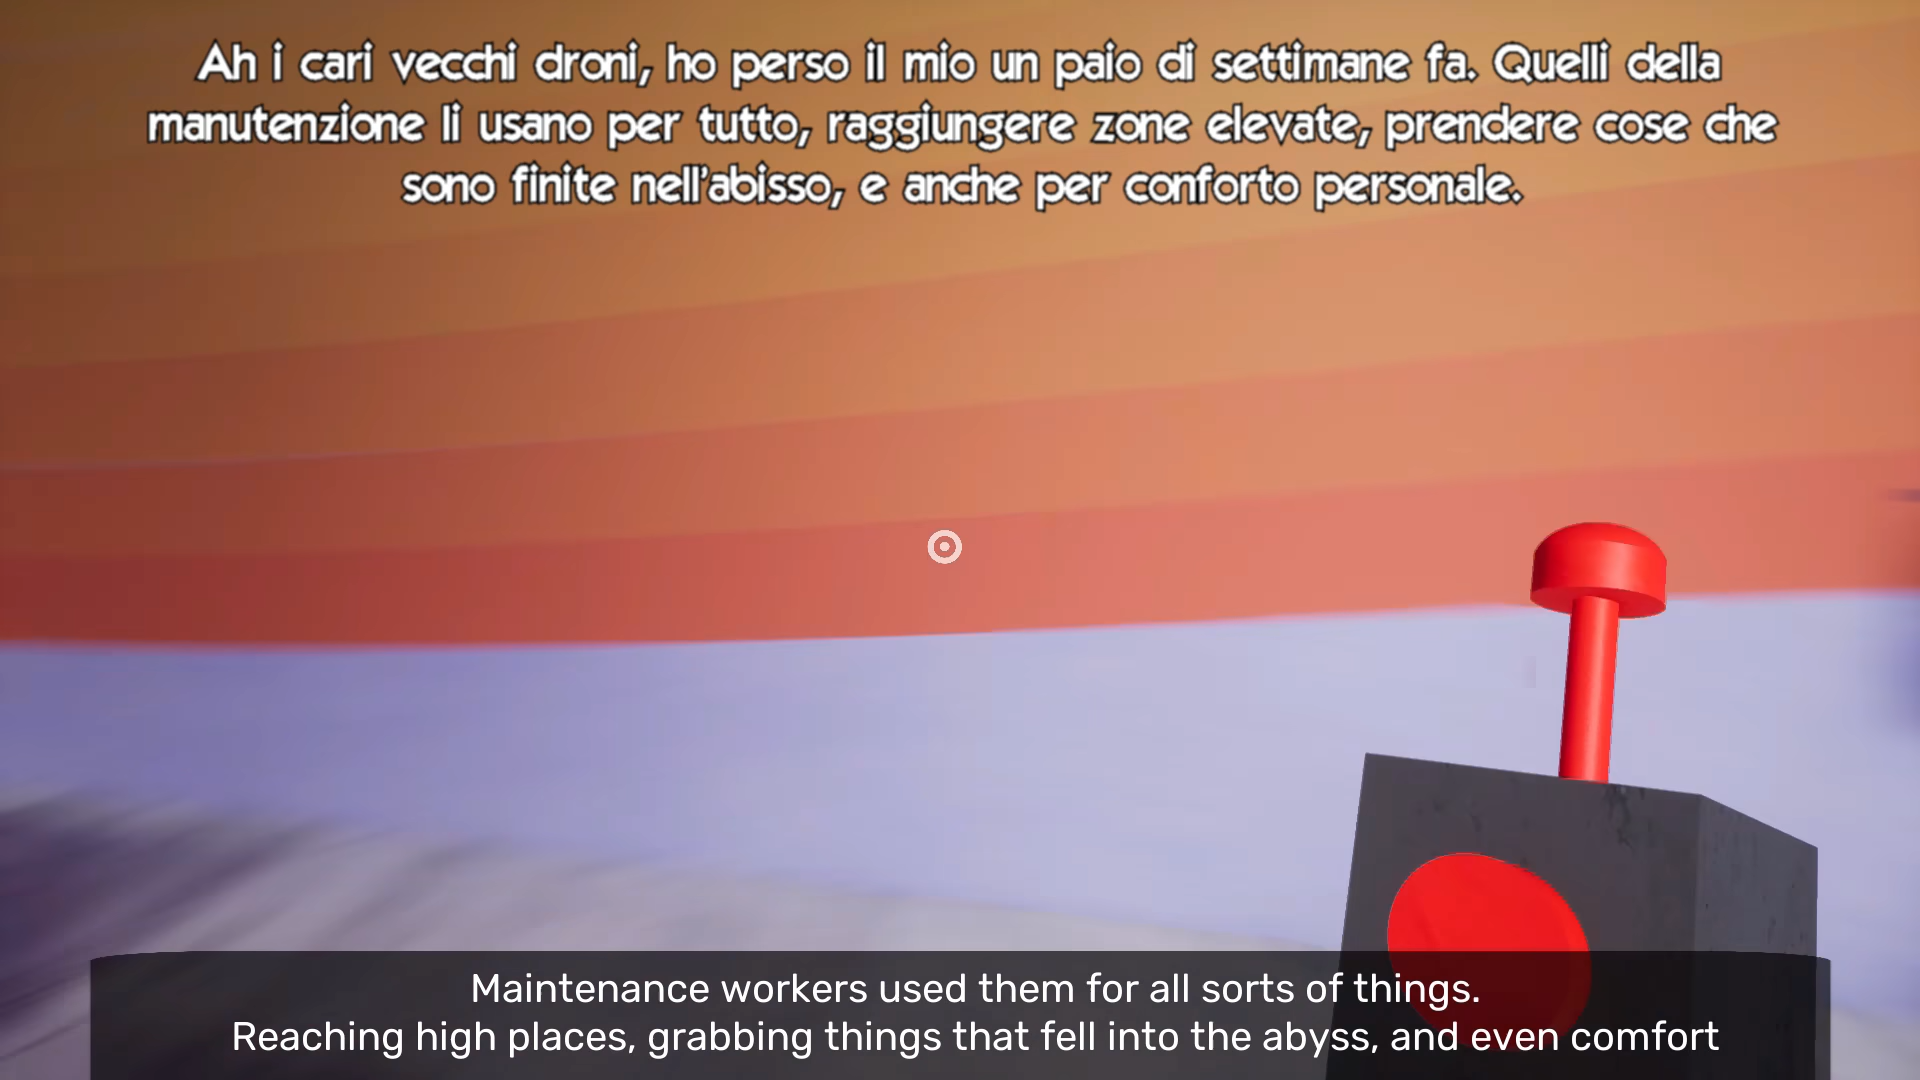 Ah i cari vecchi droni, ho perso il mio un paio di settimane fa. Quelli della
manutenzione li usano per tutto, raggiungere zone elevate, prendere cose che
sono finite nell'abisso, e anche per conforto personale.
Maintenance workers used them for all sorts of things.
Reaching high places, grabbing things that fell into the abyss, and even comfort